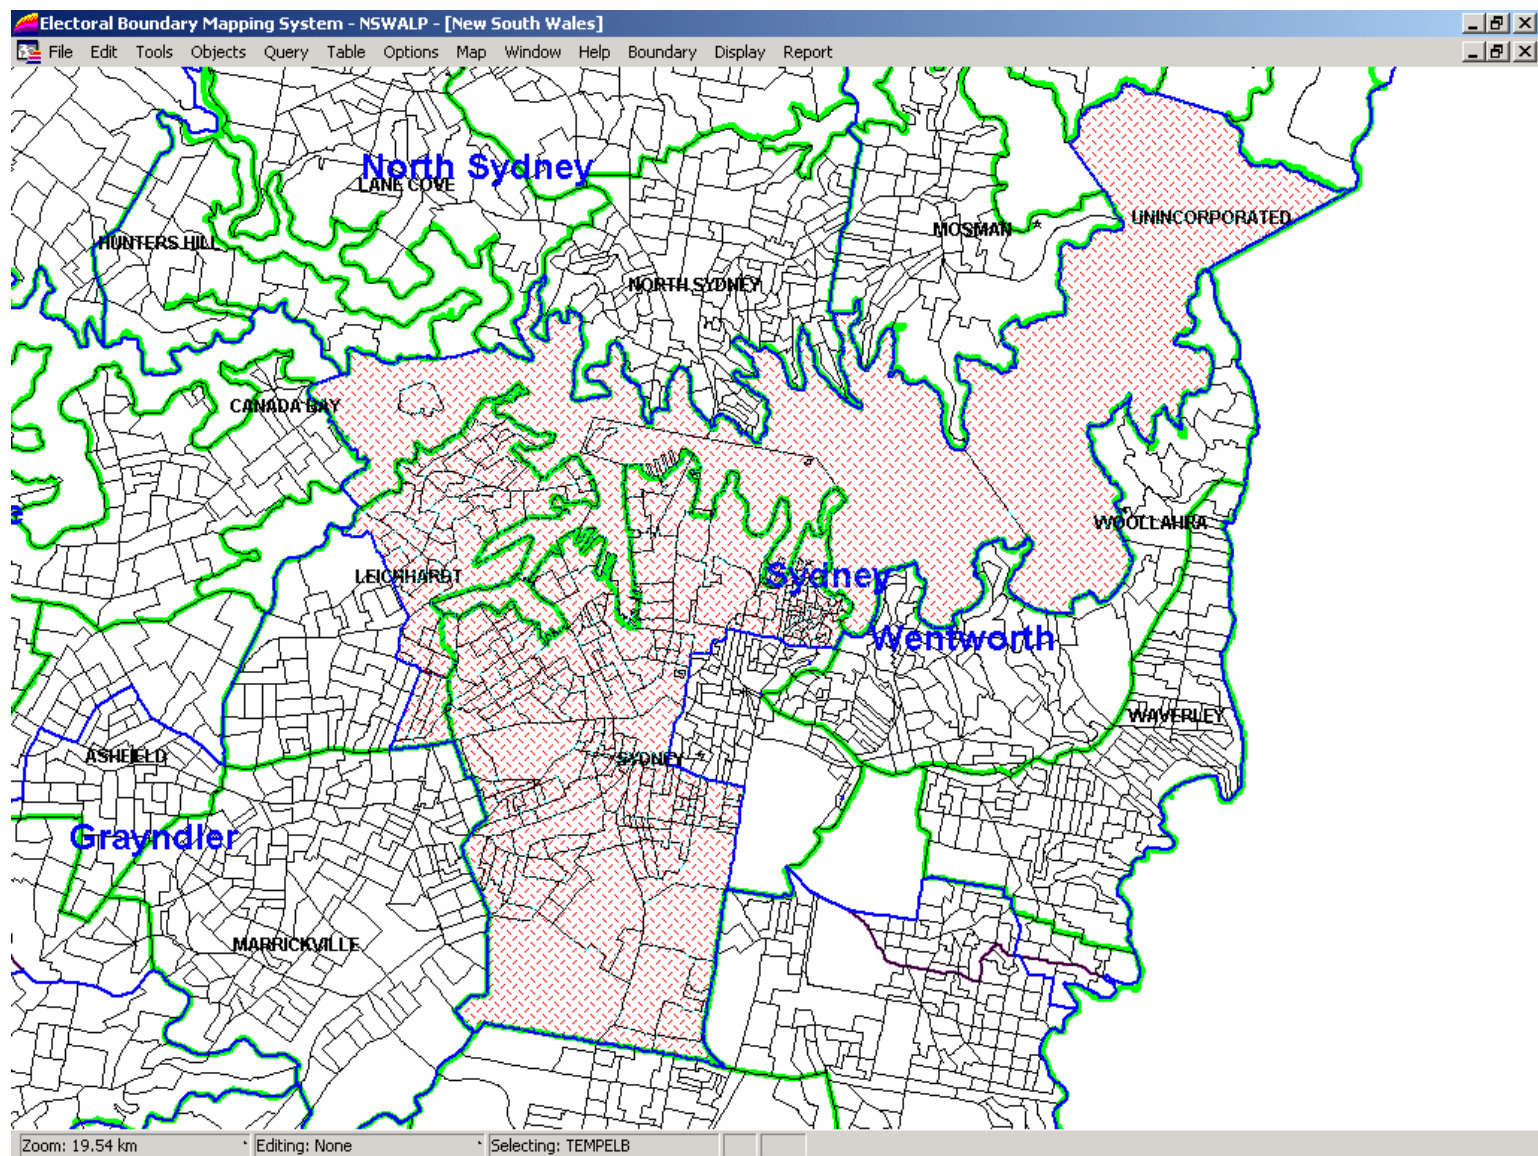 Electoral Boundary Mapping System - NSWALP - [New South Wales]
File Edit Tools Objects Query Table Options Map Window Help Boundary Display Report
North Sydney
LANE COVE
UNINCORPORATED
MOSMAN
HUNTERS HILL
NORTH SYDNEY
CANADA BAY
e
WOOLLAHRA
LEICHHARDT
Sydney
Wentworth
WAVERLEY
ASHFIELD
SYDNEY
Grayndler
MARRICKVILLE
Zoom: 19.54 km Editing: None Selecting: TEMPELB